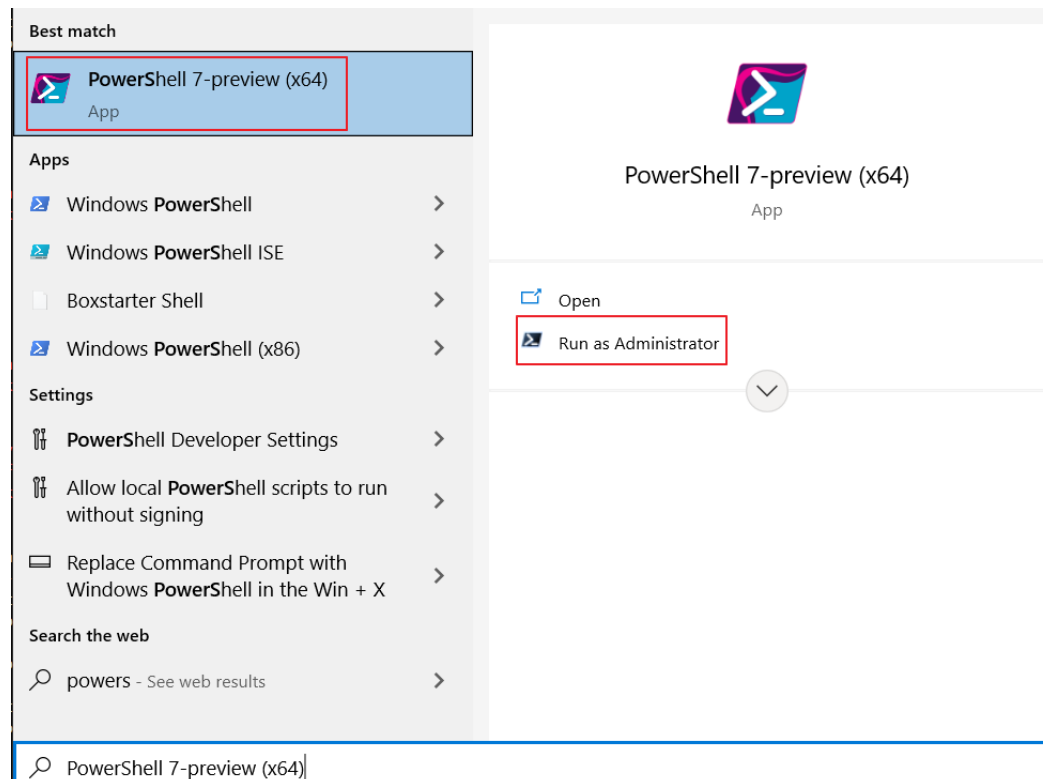 Best match
PowerShell 7-preview (x64)
App
Apps
Windows PowerShell
Windows PowerShell ISE
Boxstarter Shell
Windows PowerShell (x86)
Settings
PowerShell Developer Settings
Allow local PowerShell scripts to run
without signing
Replace Command Prompt with
Windows PowerShell in the Win + X
Search the web
powers - See web results
PowerShell 7-preview (x64)
PowerShell 7-preview (x64)
App
Open
Run as Administrator